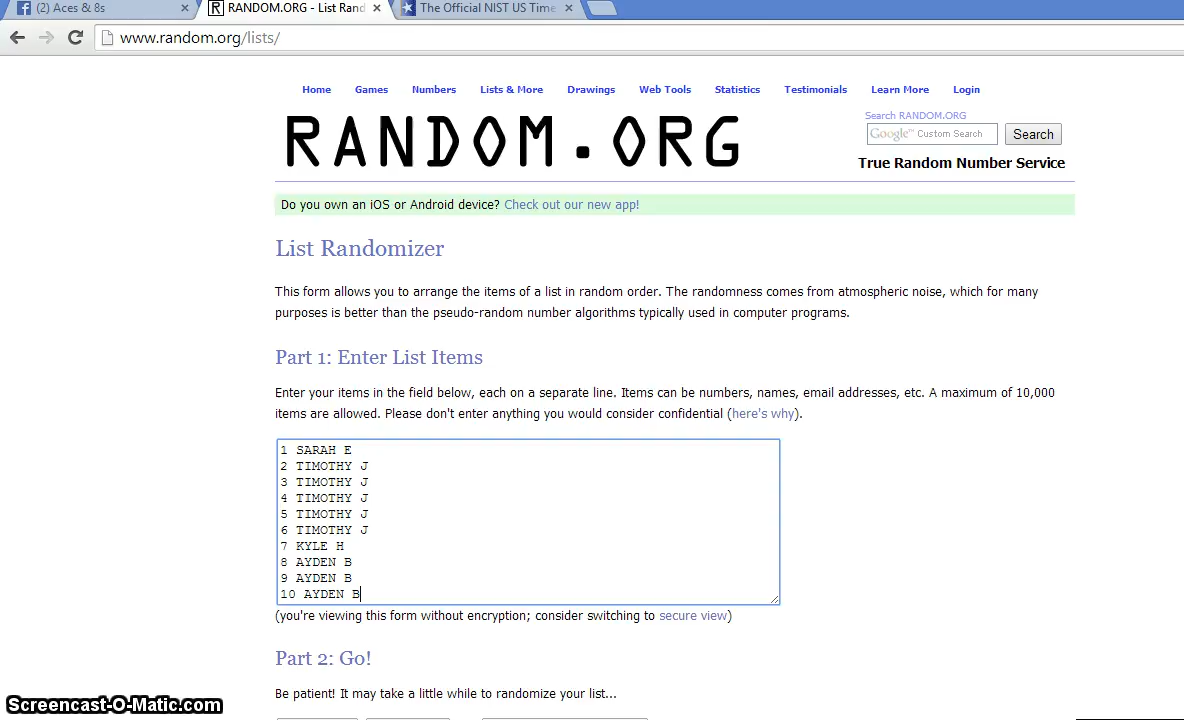 (2) Aces & 8s
RANDOM.ORG - List Rand
The Official NIST US Time
www.random.org/lists/
Home Games Numbers Lists & More Drawings Web Tools Statistics Testimonials Learn More Login
Search RANDOM.ORG
Google™ Custom Search Search
RANDOM.ORG
True Random Number Service
Do you own an iOS or Android device? Check out our new app!
List Randomizer
This form allows you to arrange the items of a list in random order. The randomness comes from atmospheric noise, which for many
purposes is better than the pseudo-random number algorithms typically used in computer programs.
Part 1: Enter List Items
Enter your items in the field below, each on a separate line. Items can be numbers, names, email addresses, etc. A maximum of 10,000
items are allowed. Please don't enter anything you would consider confidential (here's why).
1 SARAH E
2 TIMOTHY J
3 TIMOTHY J
4 TIMOTHY J
5 TIMOTHY J
6 TIMOTHY J
7 KYLE H
8 AYDEN B
9 AYDEN B
10 AYDEN B
(you're viewing this form without encryption; consider switching to secure view)
Part 2: Go!
Be patient! It may take a little while to randomize your list...
Screencast-O-Matic.com